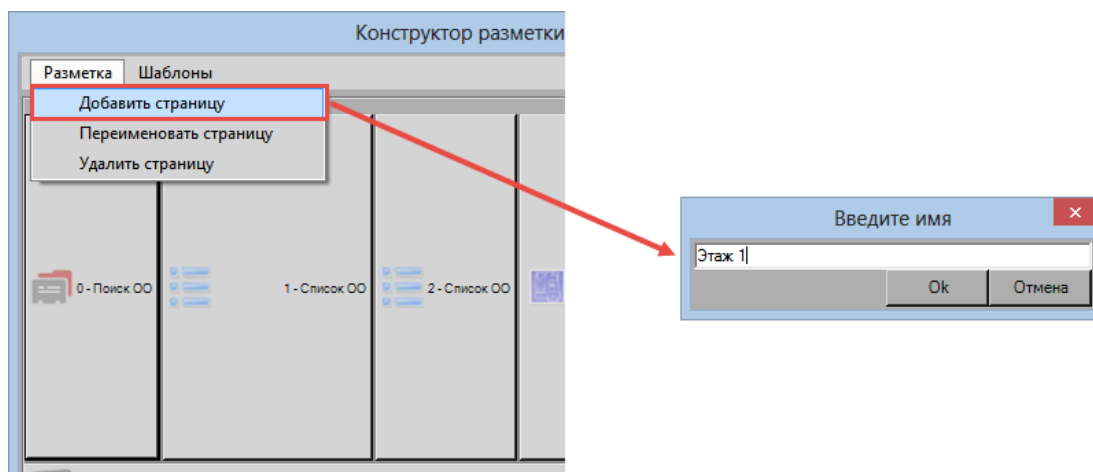 Конструктор разметки
Разметка Шаблоны
Добавить страницу
Переименовать страницу
Удалить страницу
0 - Поиск ОО
1 - Список ОО
2 - Список ОО
Введите имя
Этаж 1
Ok Отмена